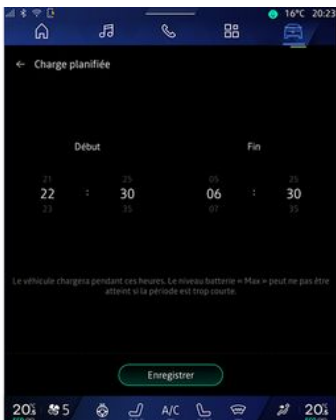 16°C 20:23
← Charge planifiée
Début Fin
21 25 05 25
22 : 30 06 : 30
23 35 07 35
Le véhicule chargera pendant ces heures. Le niveau batterie « Max » peut ne pas être
atteint si la période est trop courte.
Enregistrer
20⁵ 5 A/C 20⁵